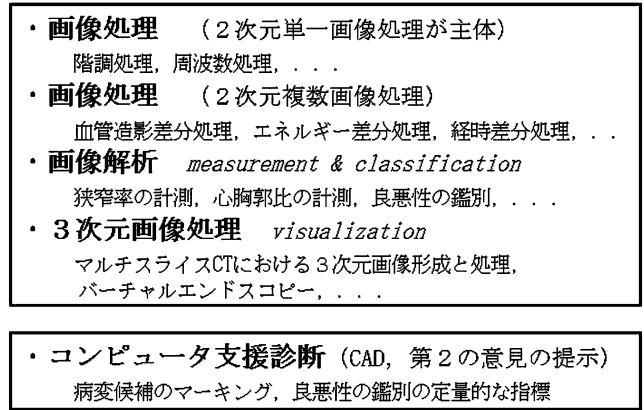 ・画像処理　（２次元単一画像処理が主体）
階調処理，周波数処理，．．．
・画像処理　（２次元複数画像処理）
血管造影差分処理，エネルギー差分処理，経時差分処理，．．
・画像解析　measurement & classification
狭窄率の計測，心胸郭比の計測，良悪性の鑑別，．．．
・３次元画像処理　visualization
マルチスライスCTにおける３次元画像形成と処理，
バーチャルエンドスコピー，．．．
・コンピュータ支援診断（CAD，第２の意見の提示）
病変候補のマーキング，良悪性の鑑別の定量的な指標